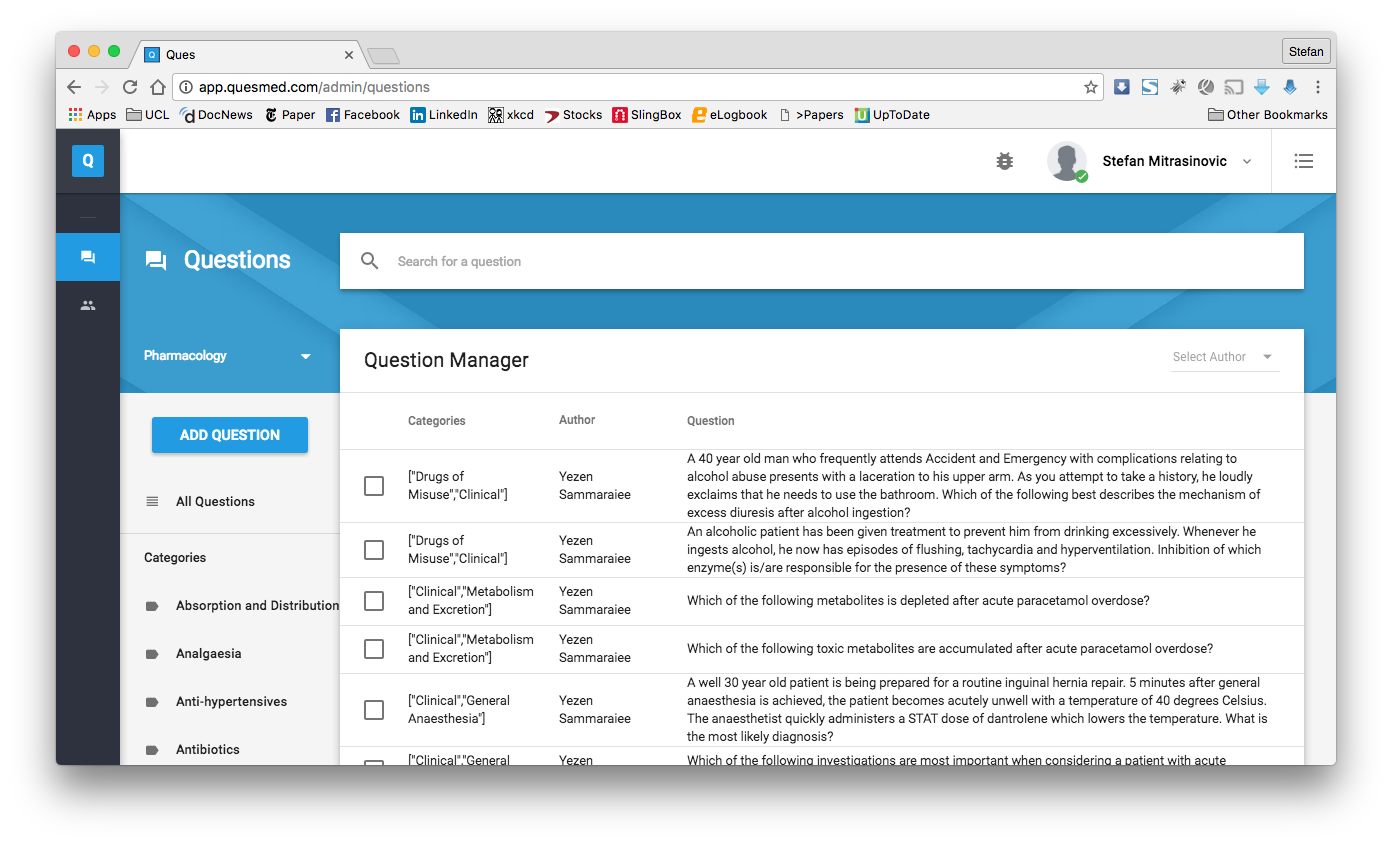 Ques
Stefan
app.quesmed.com/admin/questions
Apps UCL DocNews Paper Facebook LinkedIn xkcd Stocks SlingBox eLogbook >Papers UpToDate Other Bookmarks
Q
Stefan Mitrasinovic
Questions
Search for a question
Pharmacology
Question Manager
Select Author
ADD QUESTION
All Questions
Categories
Absorption and Distribution
Analgaesia
Anti-hypertensives
Antibiotics
Categories Author Question
["Drugs of
Misuse","Clinical"]
Yezen
Sammaraiee
A 40 year old man who frequently attends Accident and Emergency with complications relating to
alcohol abuse presents with a laceration to his upper arm. As you attempt to take a history, he loudly
exclaims that he needs to use the bathroom. Which of the following best describes the mechanism of
excess diuresis after alcohol ingestion?
["Drugs of
Misuse","Clinical"]
Yezen
Sammaraiee
An alcoholic patient has been given treatment to prevent him from drinking excessively. Whenever he
ingests alcohol, he now has episodes of flushing, tachycardia and hyperventilation. Inhibition of which
enzyme(s) is/are responsible for the presence of these symptoms?
["Clinical","Metabolism
and Excretion"]
Yezen
Sammaraiee
Which of the following metabolites is depleted after acute paracetamol overdose?
["Clinical","Metabolism
and Excretion"]
Yezen
Sammaraiee
Which of the following toxic metabolites are accumulated after acute paracetamol overdose?
["Clinical","General
Anaesthesia"]
Yezen
Sammaraiee
A well 30 year old patient is being prepared for a routine inguinal hernia repair. 5 minutes after general
anaesthesia is achieved, the patient becomes acutely unwell with a temperature of 40 degrees Celsius.
The anaesthetist quickly administers a STAT dose of dantrolene which lowers the temperature. What is
the most likely diagnosis?
["Clinical","General
Yezen
Which of the following investigations are most important when considering a patient with acute